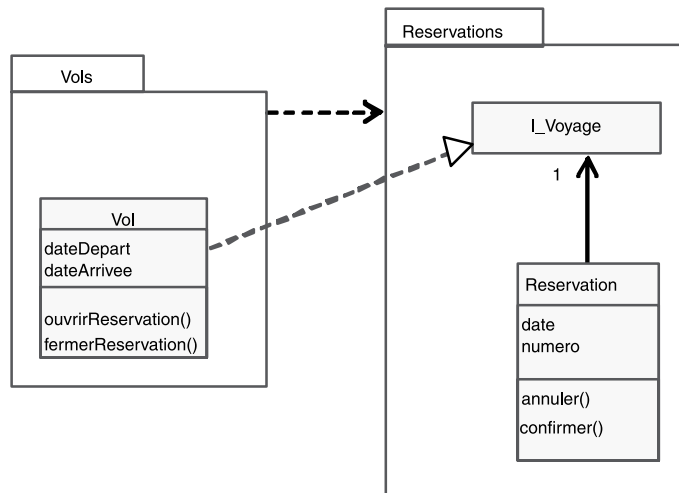 Reservations
Vols
I_Voyage
1
Vol
dateDepart
dateArrivee
ouvrirReservation()
fermerReservation()
Reservation
date
numero
annuler()
confirmer()